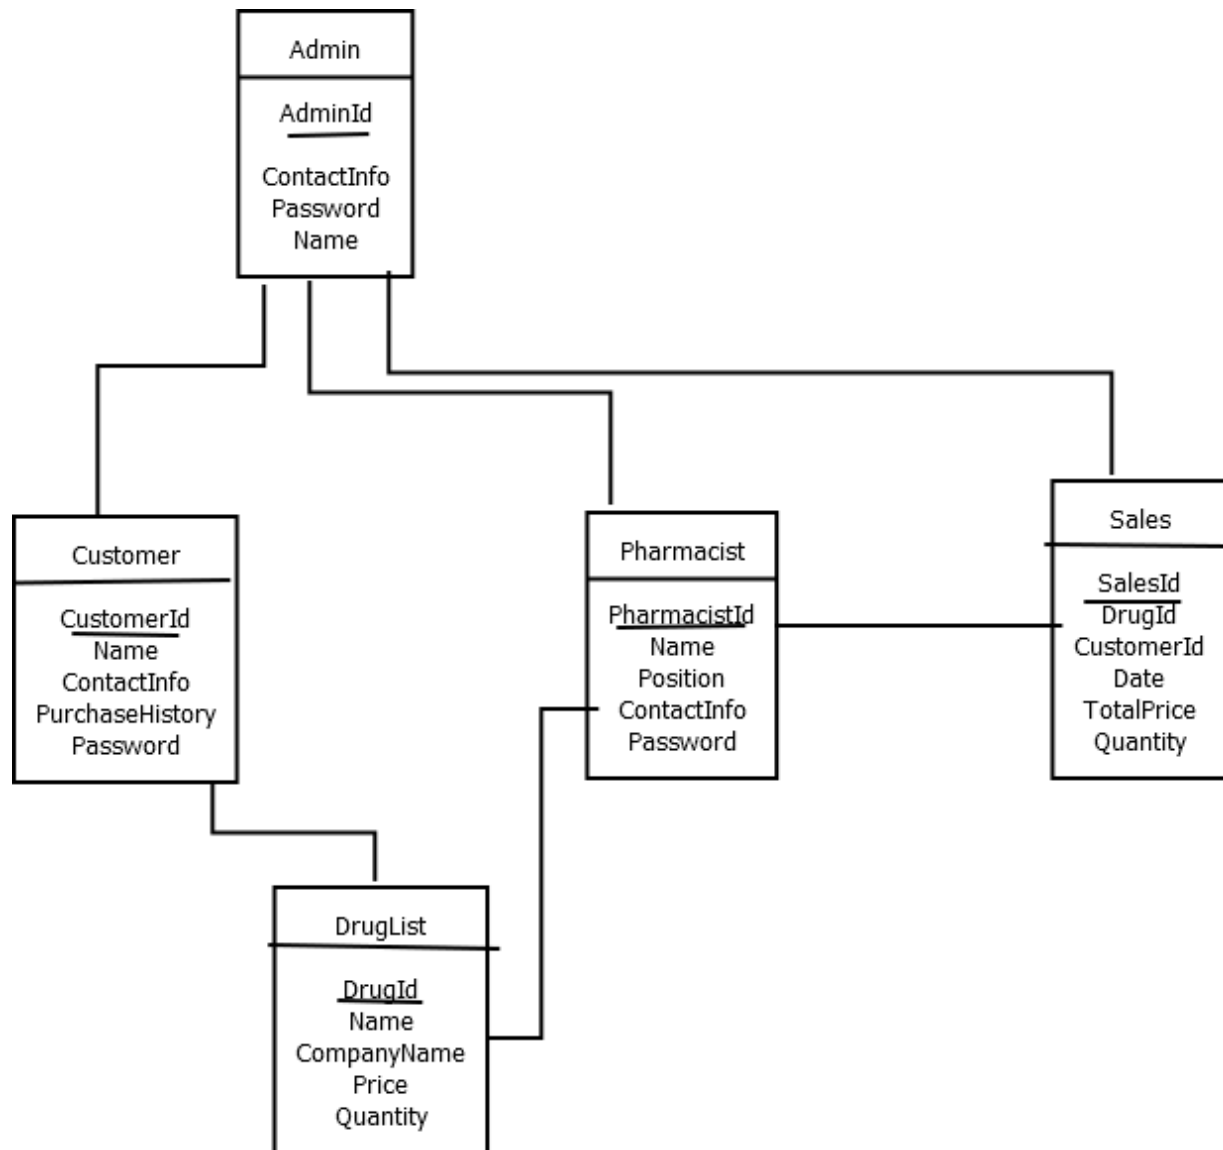 Admin
AdminId
ContactInfo
Password
Name
Customer
CustomerId
Name
ContactInfo
PurchaseHistory
Password
Pharmacist
PharmacistId
Name
Position
ContactInfo
Password
Sales
SalesId
DrugId
CustomerId
Date
TotalPrice
Quantity
DrugList
DrugId
Name
CompanyName
Price
Quantity